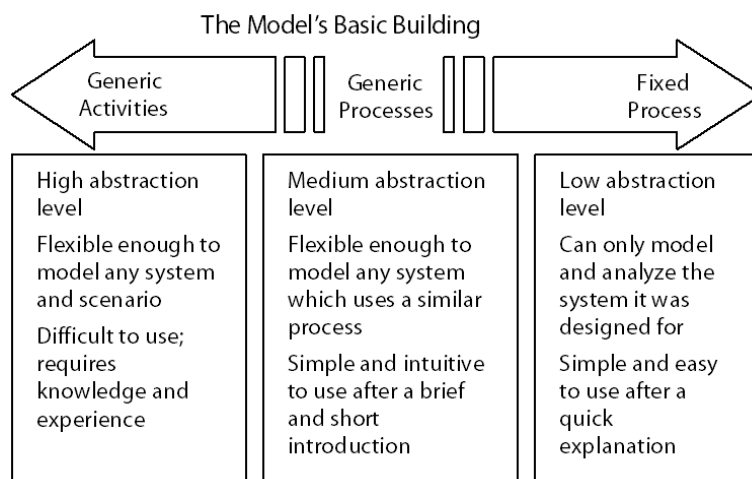 The Model's Basic Building
Generic
Activities
Generic
Processes
Fixed
Process
High abstraction
level
Flexible enough to
model any system
and scenario
Difficult to use;
requires
knowledge and
experience
Medium abstraction
level
Flexible enough to
model any system
which uses a similar
process
Simple and intuitive
to use after a brief
and short
introduction
Low abstraction
level
Can only model
and analyze the
system it was
designed for
Simple and easy
to use after a
quick
explanation